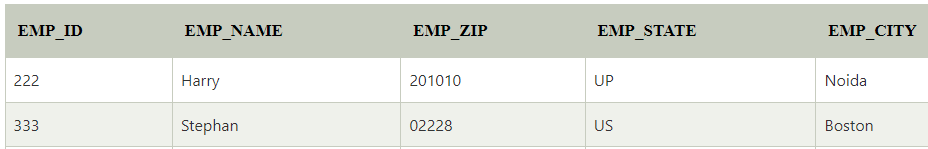 EMP_ID EMP_NAME EMP_ZIP EMP_STATE EMP_CITY
222 Harry 201010 UP Noida
333 Stephan 02228 US Boston